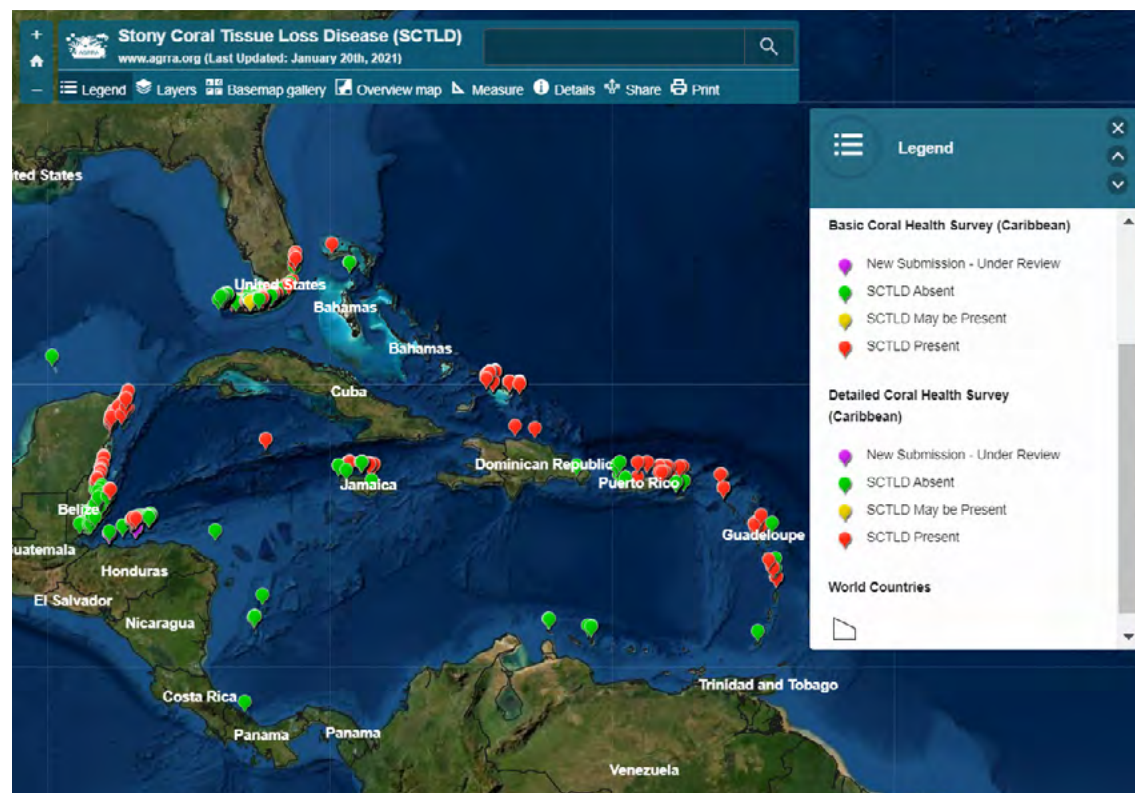 Stony Coral Tissue Loss Disease (SCTLD)
www.agrra.org (Last Updated: January 20th, 2021)
AGRRA
Legend Layers Basemap gallery Overview map Measure Details Share Print
Legend
Basic Coral Health Survey (Caribbean)
New Submission - Under Review
SCTLD Absent
SCTLD May be Present
SCTLD Present
Detailed Coral Health Survey
(Caribbean)
New Submission - Under Review
SCTLD Absent
SCTLD May be Present
SCTLD Present
World Countries
ited States
United States
Bahamas
Bahamas
Cuba
Dominican Republic
Puerto Rico
Jamaica
Belize
Guadeloupe
uatemala
Honduras
El Salvador
Nicaragua
Costa Rica
Trinidad and Tobago
Panama
Panama
Venezuela